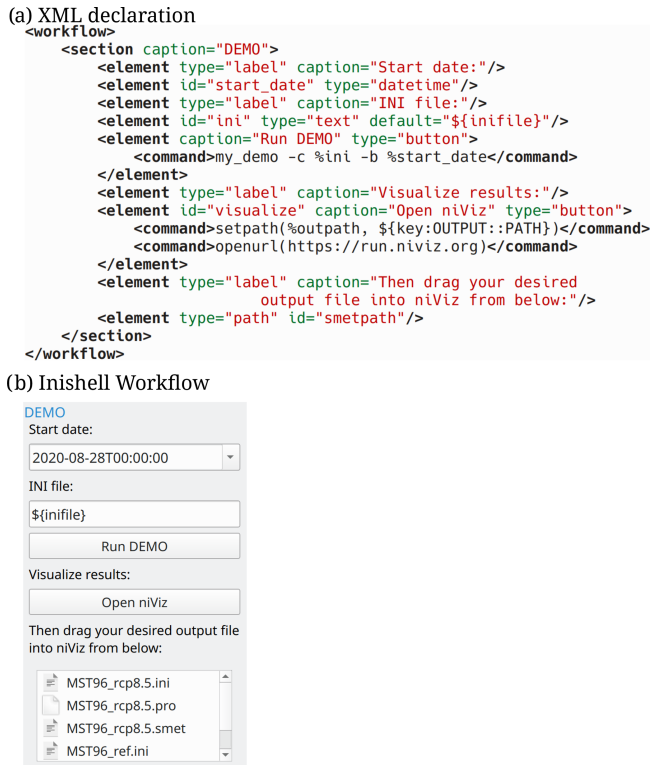 (a) XML declaration
<workflow>
<section caption="DEMO">
<element type="label" caption="Start date:"/>
<element id="start_date" type="datetime"/>
<element type="label" caption="INI file:"/>
<element id="ini" type="text" default="${inifile}"/>
<element caption="Run DEMO" type="button">
<command>my_demo -c %ini -b %start_date</command>
</element>
<element type="label" caption="Visualize results:"/>
<element id="visualize" caption="Open niViz" type="button">
<command>setpath(%outpath, ${key:OUTPUT::PATH})</command>
<command>openurl(https://run.niviz.org)</command>
</element>
<element type="label" caption="Then drag your desired
output file into niViz from below:"/>
<element type="path" id="smetpath"/>
</section>
</workflow>
(b) Inishell Workflow
DEMO
Start date:
2020-08-28T00:00:00
INI file:
${inifile}
Run DEMO
Visualize results:
Open niViz
Then drag your desired output file
into niViz from below:
MST96_rcp8.5.ini
MST96_rcp8.5.pro
MST96_rcp8.5.smet
MST96_ref.ini